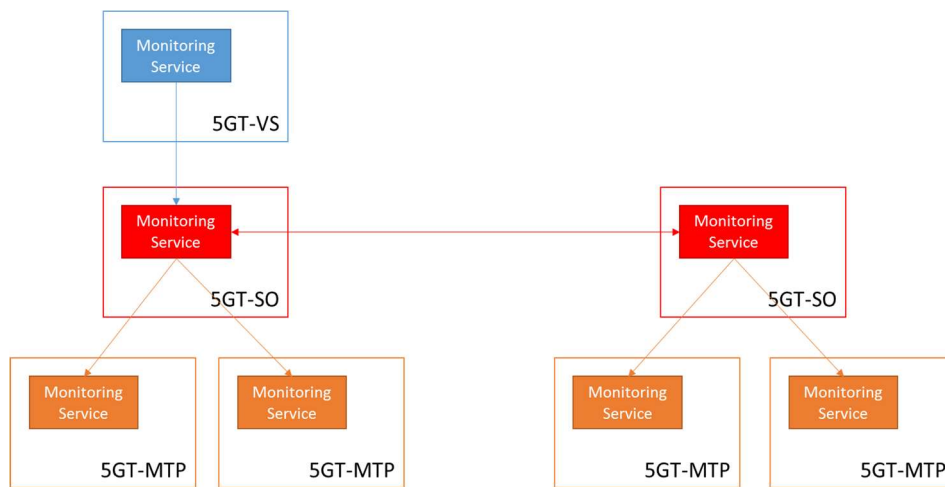 Monitoring
Service
5GT-VS
Monitoring
Service
5GT-SO
Monitoring
Service
5GT-SO
Monitoring
Service
5GT-MTP
Monitoring
Service
5GT-MTP
Monitoring
Service
5GT-MTP
Monitoring
Service
5GT-MTP